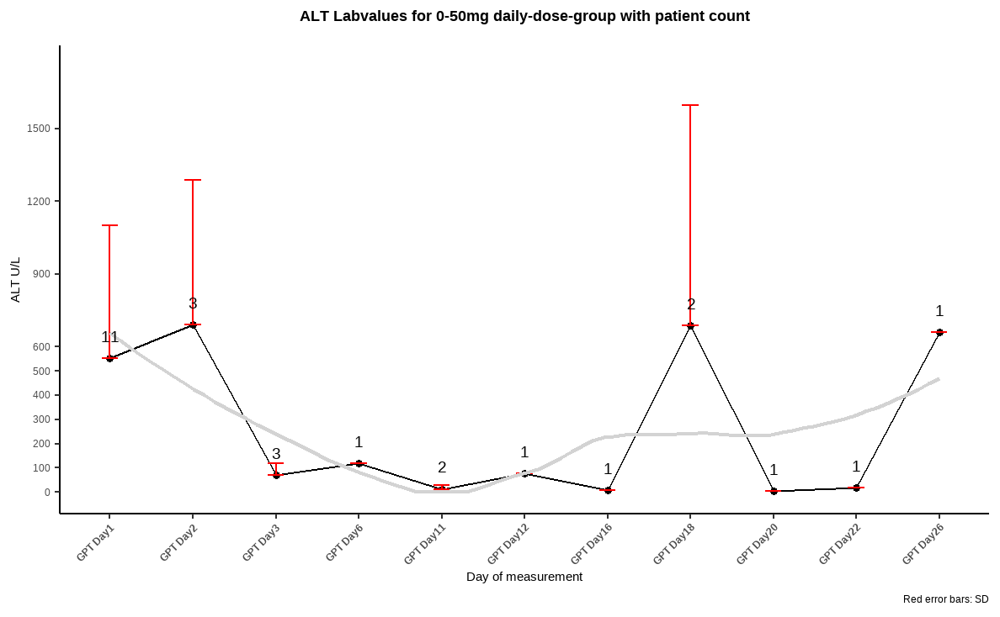 ALT Labvalues for 0-50mg daily-dose-group with patient count
ALT U/L
1500
1200
900
600
500
400
300
200
100
0
11
3
3
1
2
1
1
2
1
1
1
GPT Day1
GPT Day2
GPT Day3
GPT Day6
GPT Day11
GPT Day12
GPT Day16
GPT Day18
GPT Day20
GPT Day22
GPT Day26
Day of measurement
Red error bars: SD